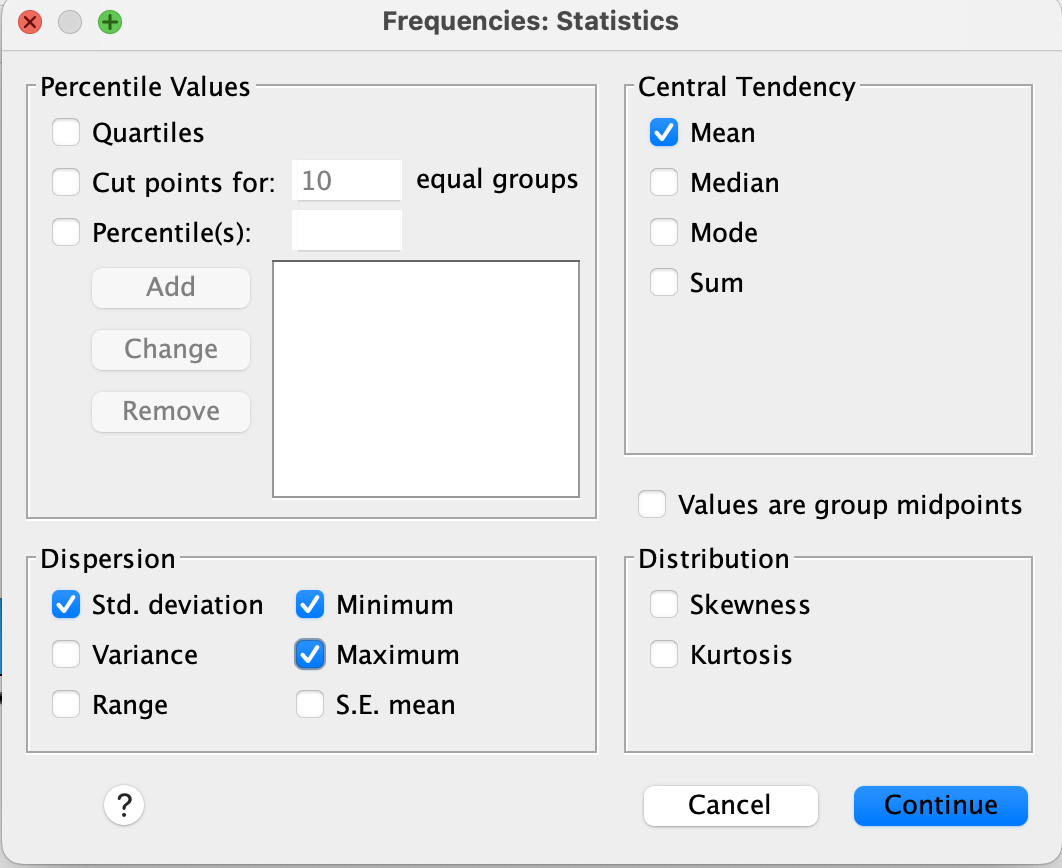 Frequencies: Statistics
Percentile Values
Quartiles
Cut points for: 10 equal groups
Percentile(s):
Add
Change
Remove
Central Tendency
Mean
Median
Mode
Sum
Values are group midpoints
Dispersion
Std. deviation Minimum
Variance Maximum
Range S.E. mean
Distribution
Skewness
Kurtosis
? Cancel Continue